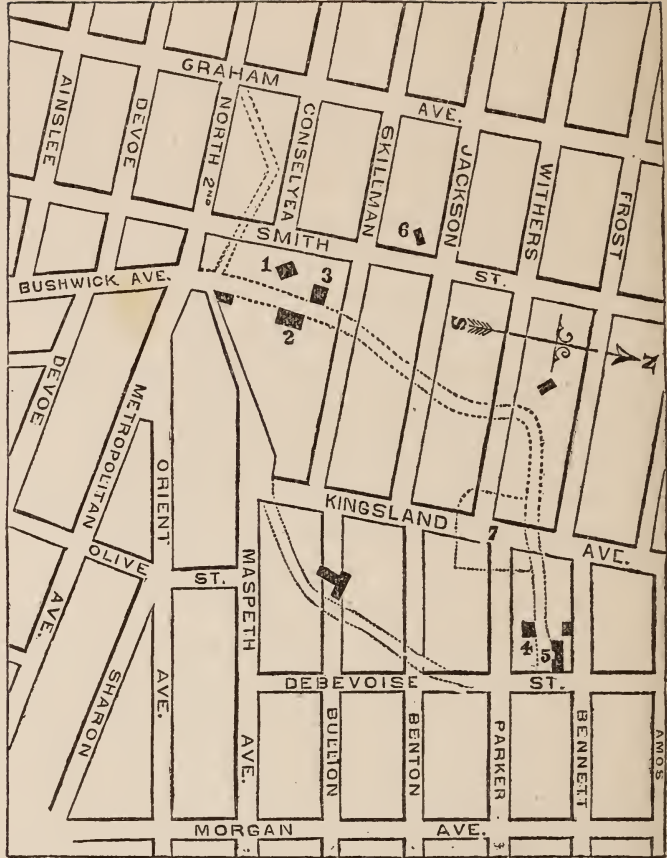 GRAHAM AVE.
AINSLEE
DEVOE
NORTH 2ND
CONSELYEA
SKILLMAN
JACKSON
WITHERS
FROST
SMITH ST.
6
1
3
2
BUSHWICK AVE.
S
N
DEVOE
METROPOLITAN AVE.
ORIENT AVE.
KINGSLAND AVE.
7
OLIVE ST.
MASPETH AVE.
4
5
DEBEVOISE ST.
SHARON
BULLION
BENTON
PARKER
BENNETT
AMOS
MORGAN AVE.